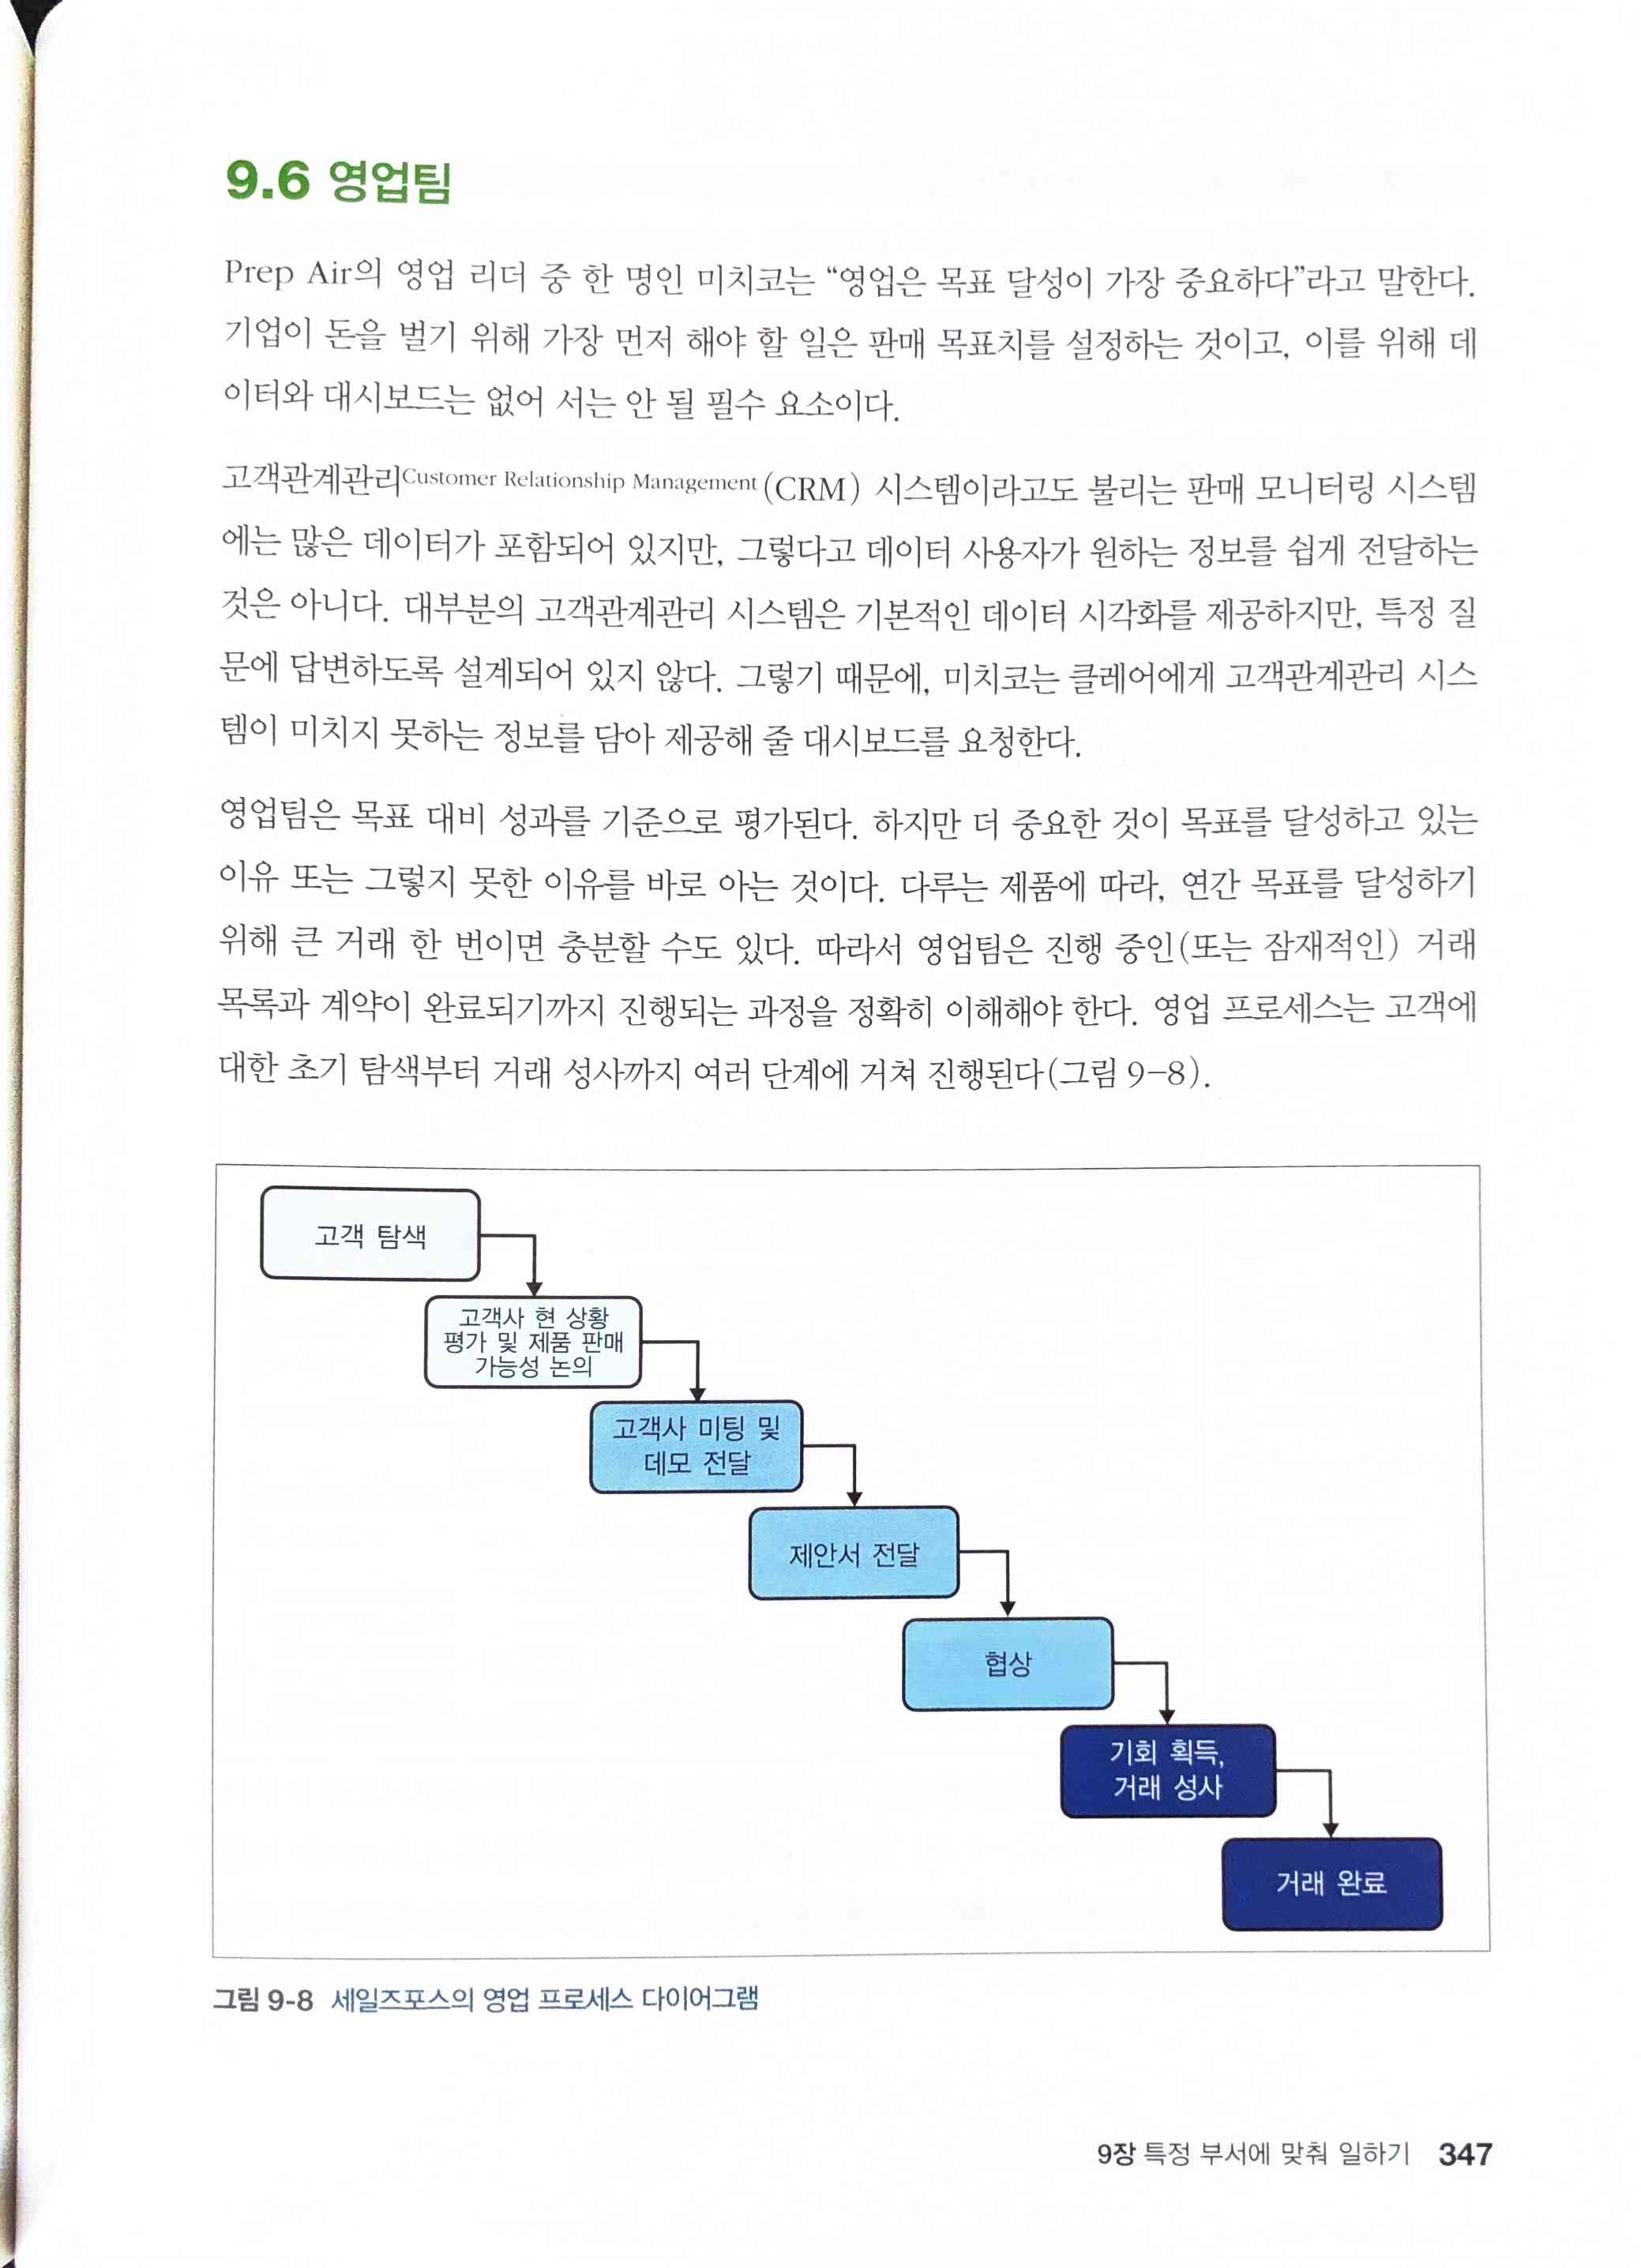 9.6 영업팀
Prep Air의 영업 리더 중 한 명인 미치코는 “영업은 목표 달성이 가장 중요하다”라고 말한다.
기업이 돈을 벌기 위해 가장 먼저 해야 할 일은 판매 목표치를 설정하는 것이고, 이를 위해 데
이터와 대시보드는 없어 서는 안 될 필수 요소이다.
고객관계관리Customer Relationship Management(CRM) 시스템이라고도 불리는 판매 모니터링 시스템
에는 많은 데이터가 포함되어 있지만, 그렇다고 데이터 사용자가 원하는 정보를 쉽게 전달하는
것은 아니다. 대부분의 고객관계관리 시스템은 기본적인 데이터 시각화를 제공하지만, 특정 질
문에 답변하도록 설계되어 있지 않다. 그렇기 때문에, 미치코는 클레어에게 고객관계관리 시스
템이 미치지 못하는 정보를 담아 제공해 줄 대시보드를 요청한다.
영업팀은 목표 대비 성과를 기준으로 평가된다. 하지만 더 중요한 것이 목표를 달성하고 있는
이유 또는 그렇지 못한 이유를 바로 아는 것이다. 다루는 제품에 따라, 연간 목표를 달성하기
위해 큰 거래 한 번이면 충분할 수도 있다. 따라서 영업팀은 진행 중인(또는 잠재적인) 거래
목록과 계약이 완료되기까지 진행되는 과정을 정확히 이해해야 한다. 영업 프로세스는 고객에
대한 초기 탐색부터 거래 성사까지 여러 단계에 거쳐 진행된다(그림 9-8).
고객 탐색
고객사 현 상황
평가 및 제품 판매
가능성 논의
고객사 미팅 및
데모 전달
제안서 전달
협상
기회 획득,
거래 성사
거래 완료
그림 9-8 세일즈포스의 영업 프로세스 다이어그램
9장 특정 부서에 맞춰 일하기 347